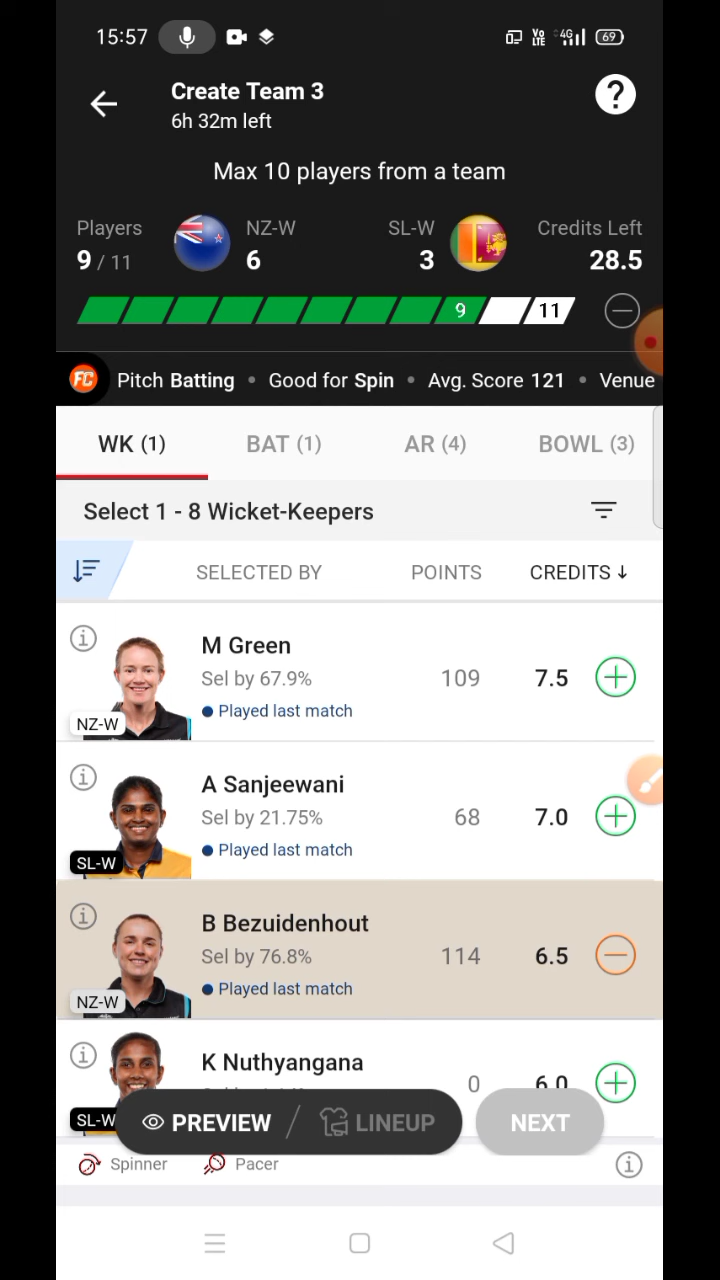 15:57 Vo LTE 4G 69
Create Team 3
6h 32m left
?
Max 10 players from a team
Players NZ-W SL-W Credits Left
9 / 11 6 3 28.5
9 11
FC Pitch Batting • Good for Spin • Avg. Score 121 • Venue
WK (1) BAT (1) AR (4) BOWL (3)
Select 1 - 8 Wicket-Keepers
SELECTED BY POINTS CREDITS ↓
M Green
Sel by 67.9% 109 7.5
Played last match
NZ-W
A Sanjeewani
Sel by 21.75% 68 7.0
Played last match
SL-W
B Bezuidenhout
Sel by 76.8% 114 6.5
Played last match
NZ-W
K Nuthyangana
0 6.0
SL-W
PREVIEW / LINEUP NEXT
Spinner Pacer